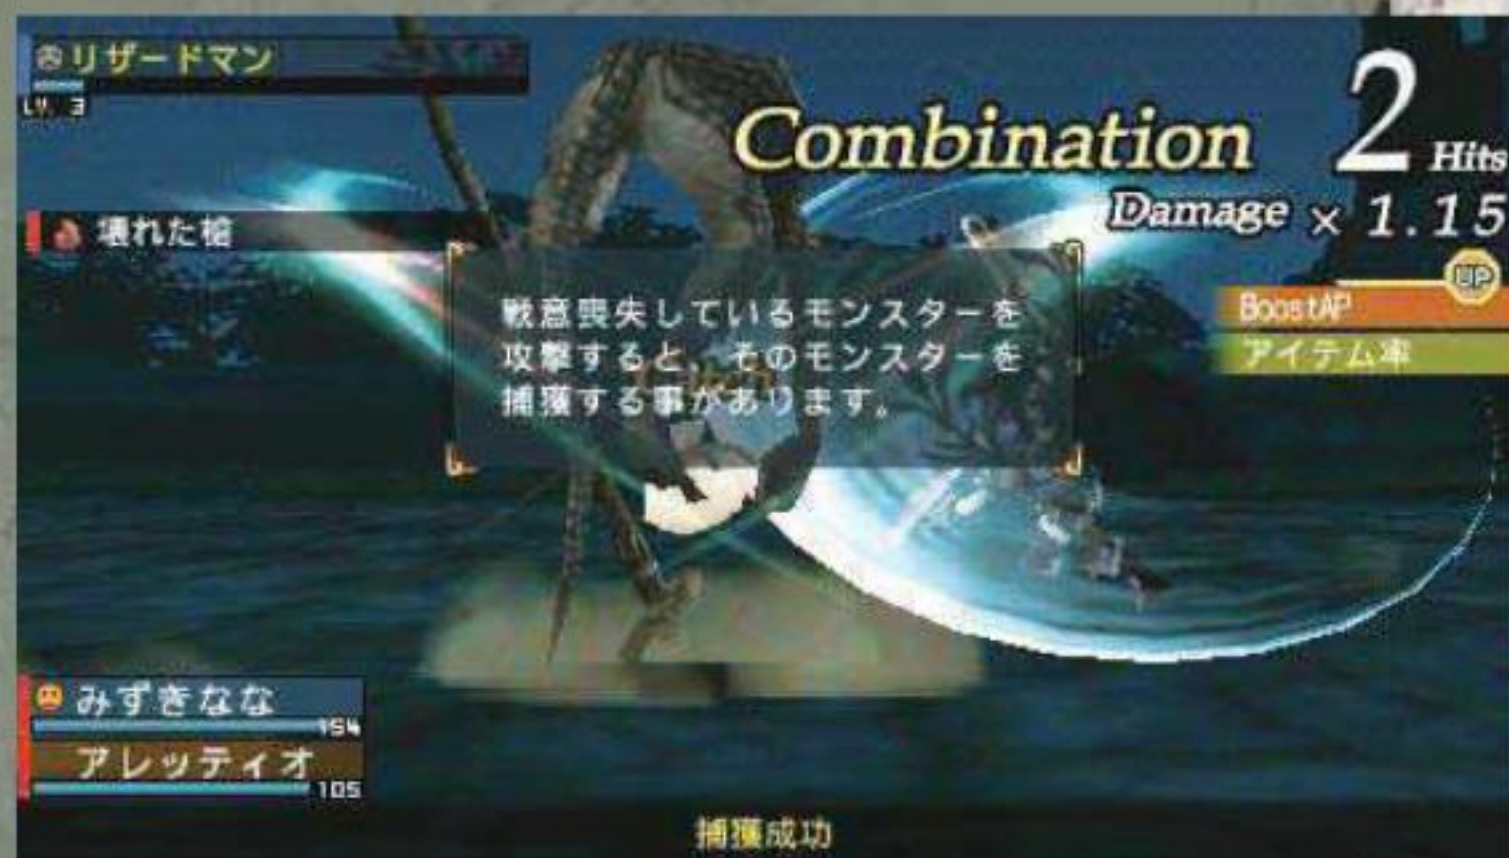 リザードマン
LV. 3
Combination
2 Hits
Damage × 1.15
壊れた槍
UP
BoostAP
アイテム率
戦意喪失しているモンスターを
攻撃すると、そのモンスターを
捕獲する事があります。
みずきなな
154
アレッティオ
105
捕獲成功